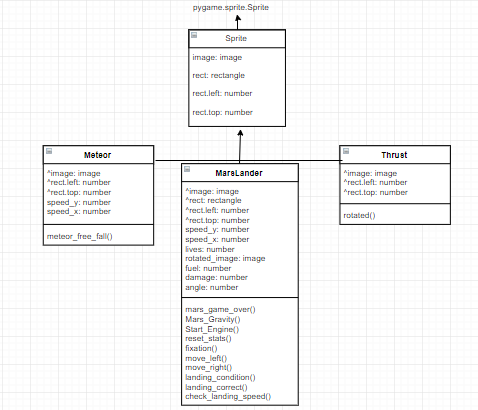 pygame.sprite.Sprite
Sprite
image: image
rect: rectangle
rect.left: number
rect.top: number
Meteor
^image: image
^rect.left: number
^rect.top: number
speed_y: number
speed_x: number
meteor_free_fall()
MarsLander
^image: image
^rect: rectangle
^rect.left: number
^rect.top: number
speed_y: number
speed_x: number
lives: number
rotated_image: image
fuel: number
damage: number
angle: number
mars_game_over()
Mars_Gravity()
Start_Engine()
reset_stats()
fixation()
move_left()
move_right()
landing_condition()
landing_correct()
check_landing_speed()
Thrust
^image: image
^rect.left: number
^rect.top: number
rotated()